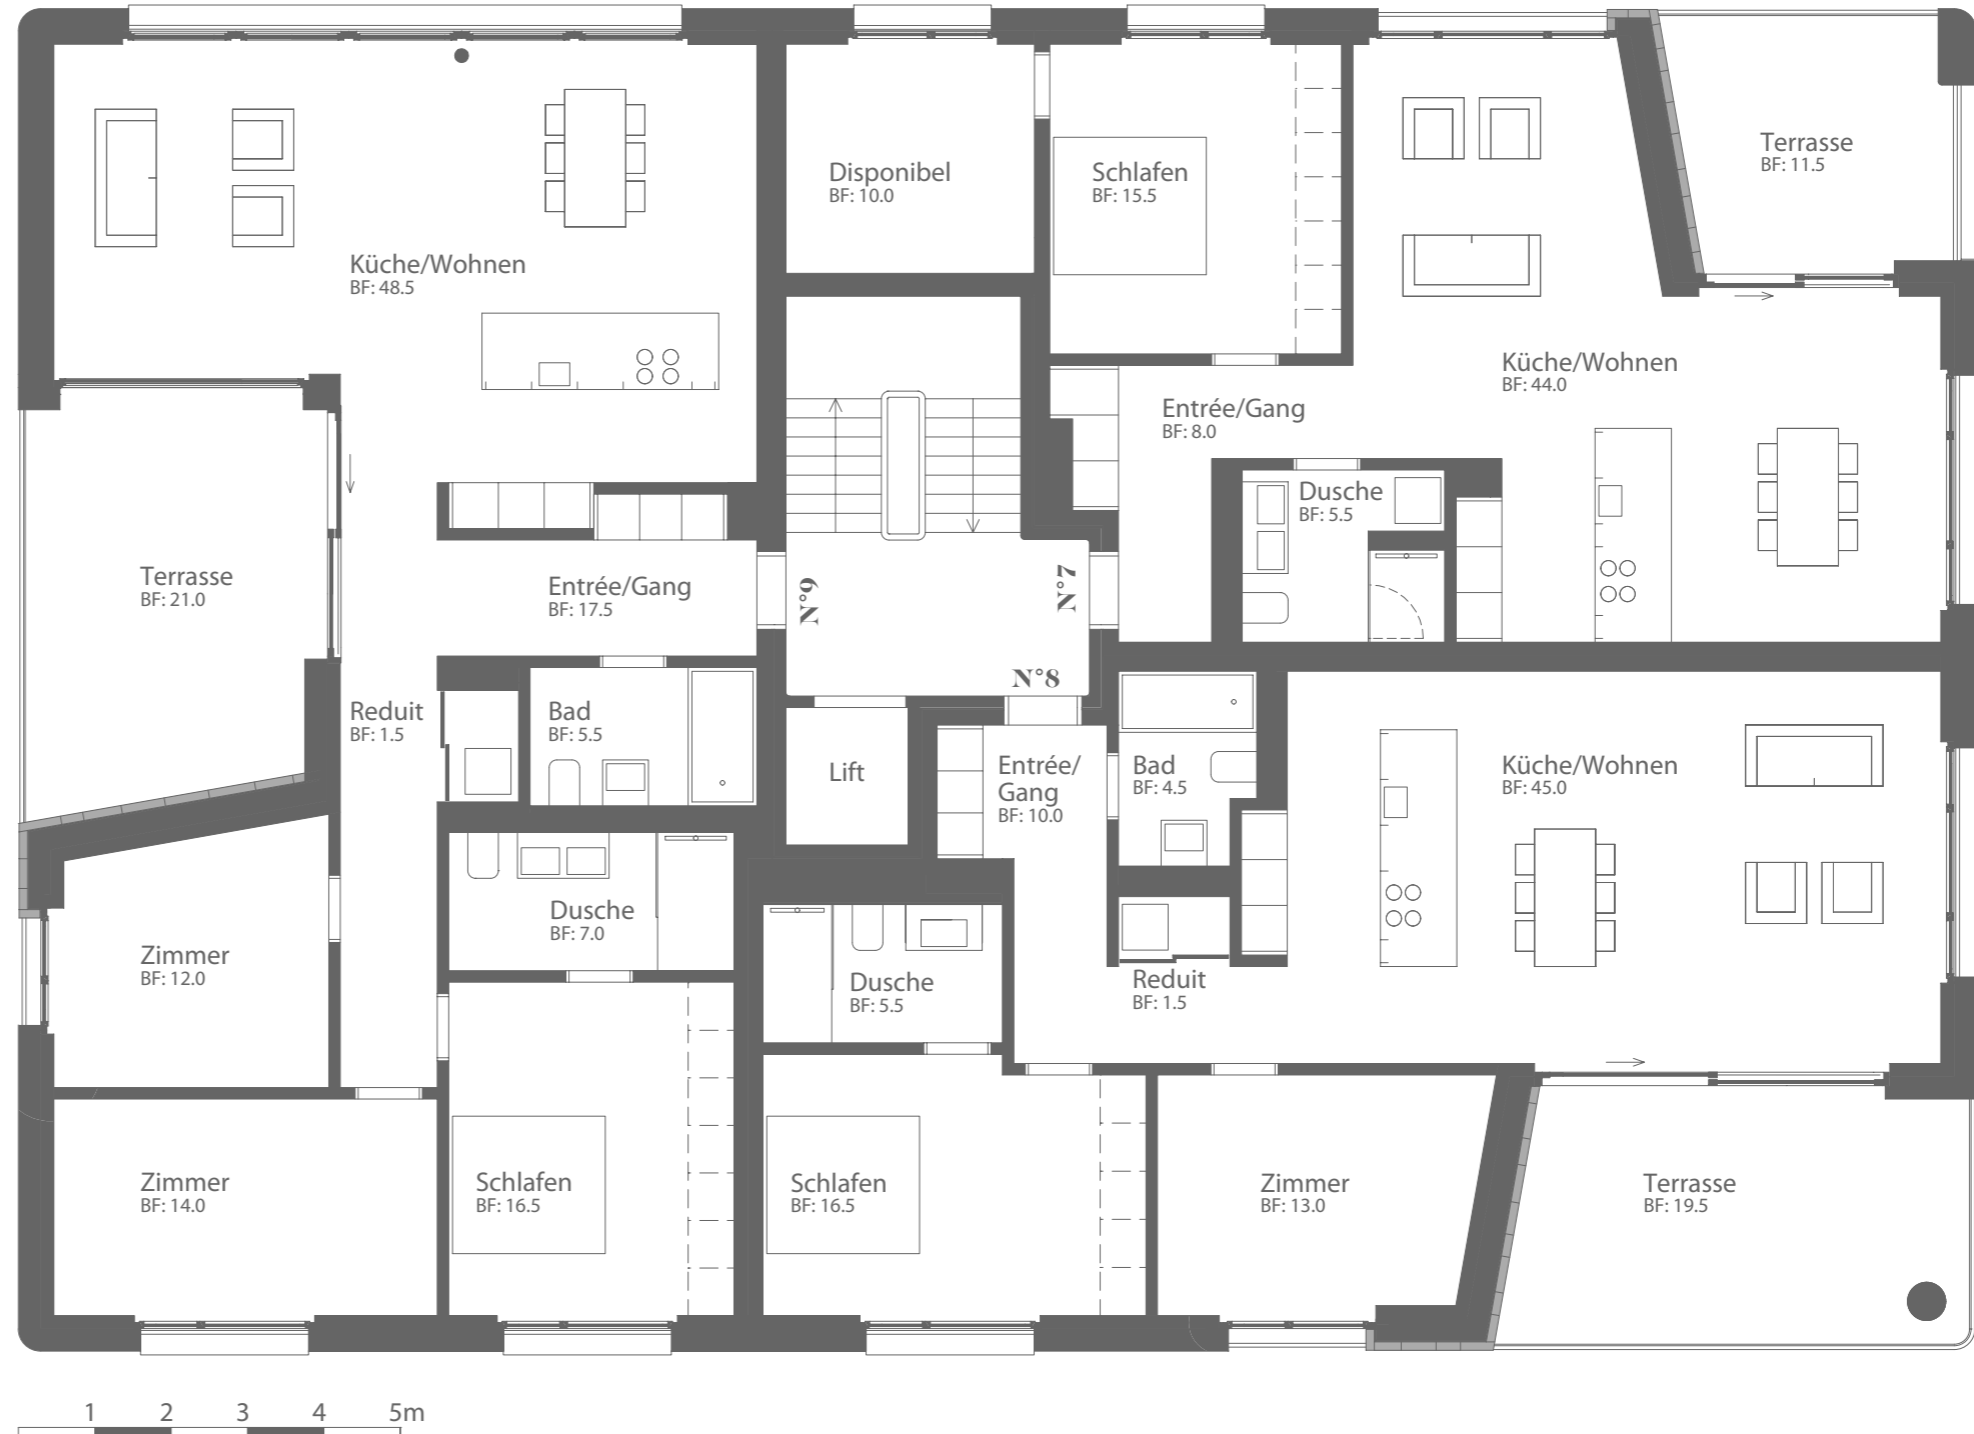 Disponibel
BF: 10.0
Schlafen
BF: 15.5
Terrasse
BF: 11.5
Küche/Wohnen
BF: 48.5
Küche/Wohnen
BF: 44.0
Entrée/Gang
BF: 8.0
Dusche
BF: 5.5
Terrasse
BF: 21.0
Entrée/Gang
BF: 17.5
N°9
N°7
N°8
Reduit
BF: 1.5
Bad
BF: 5.5
Lift
Entrée/
Gang
BF: 10.0
Bad
BF: 4.5
Küche/Wohnen
BF: 45.0
Dusche
BF: 7.0
Zimmer
BF: 12.0
Dusche
BF: 5.5
Reduit
BF: 1.5
Zimmer
BF: 14.0
Schlafen
BF: 16.5
Schlafen
BF: 16.5
Zimmer
BF: 13.0
Terrasse
BF: 19.5
1 2 3 4 5m